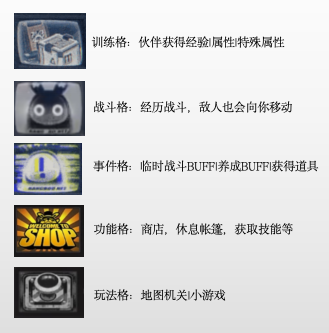 训练格：伙伴获得经验|属性|特殊属性
战斗格：经历战斗，敌人也会向你移动
事件格：临时战斗BUFF|养成BUFF|获得道具
WELCOME TO
SHOP
功能格：商店，休息帐篷，获取技能等
玩法格：地图机关|小游戏